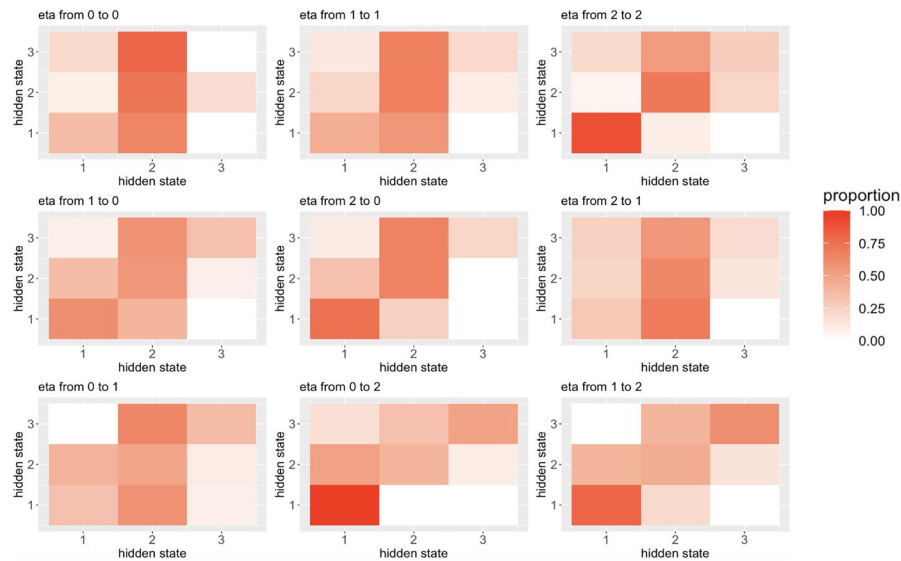 eta from 0 to 0
eta from 1 to 1
eta from 2 to 2
hidden state
3
2
1
hidden state
3
2
1
hidden state
3
2
1
1 2 3
1 2 3
1 2 3
hidden state
hidden state
hidden state
eta from 1 to 0
eta from 2 to 0
eta from 2 to 1
hidden state
3
2
1
hidden state
3
2
1
hidden state
3
2
1
1 2 3
1 2 3
1 2 3
hidden state
hidden state
hidden state
eta from 0 to 1
eta from 0 to 2
eta from 1 to 2
hidden state
3
2
1
hidden state
3
2
1
hidden state
3
2
1
1 2 3
1 2 3
1 2 3
hidden state
hidden state
hidden state
proportion
1.00
0.75
0.50
0.25
0.00